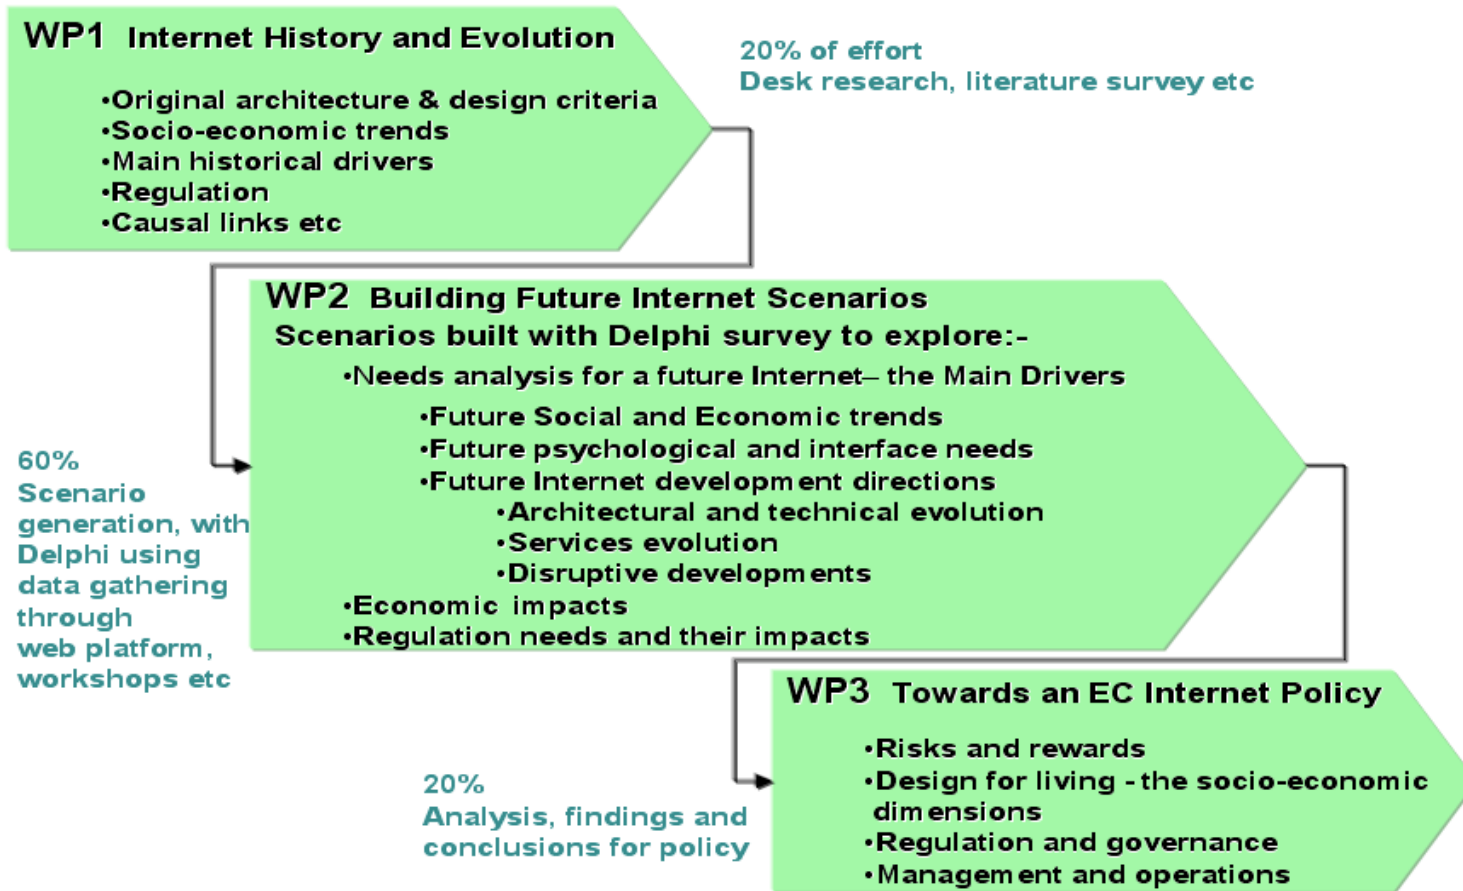 WP1 Internet History and Evolution
•Original architecture & design criteria
•Socio-economic trends
•Main historical drivers
•Regulation
•Causal links etc
20% of effort
Desk research, literature survey etc
WP2 Building Future Internet Scenarios
Scenarios built with Delphi survey to explore:-
•Needs analysis for a future Internet– the Main Drivers
•Future Social and Economic trends
•Future psychological and interface needs
•Future Internet development directions
•Architectural and technical evolution
•Services evolution
•Disruptive developments
•Economic impacts
•Regulation needs and their impacts
60%
Scenario
generation, with
Delphi using
data gathering
through
web platform,
workshops etc
WP3 Towards an EC Internet Policy
•Risks and rewards
•Design for living - the socio-economic
dimensions
•Regulation and governance
•Management and operations
20%
Analysis, findings and
conclusions for policy